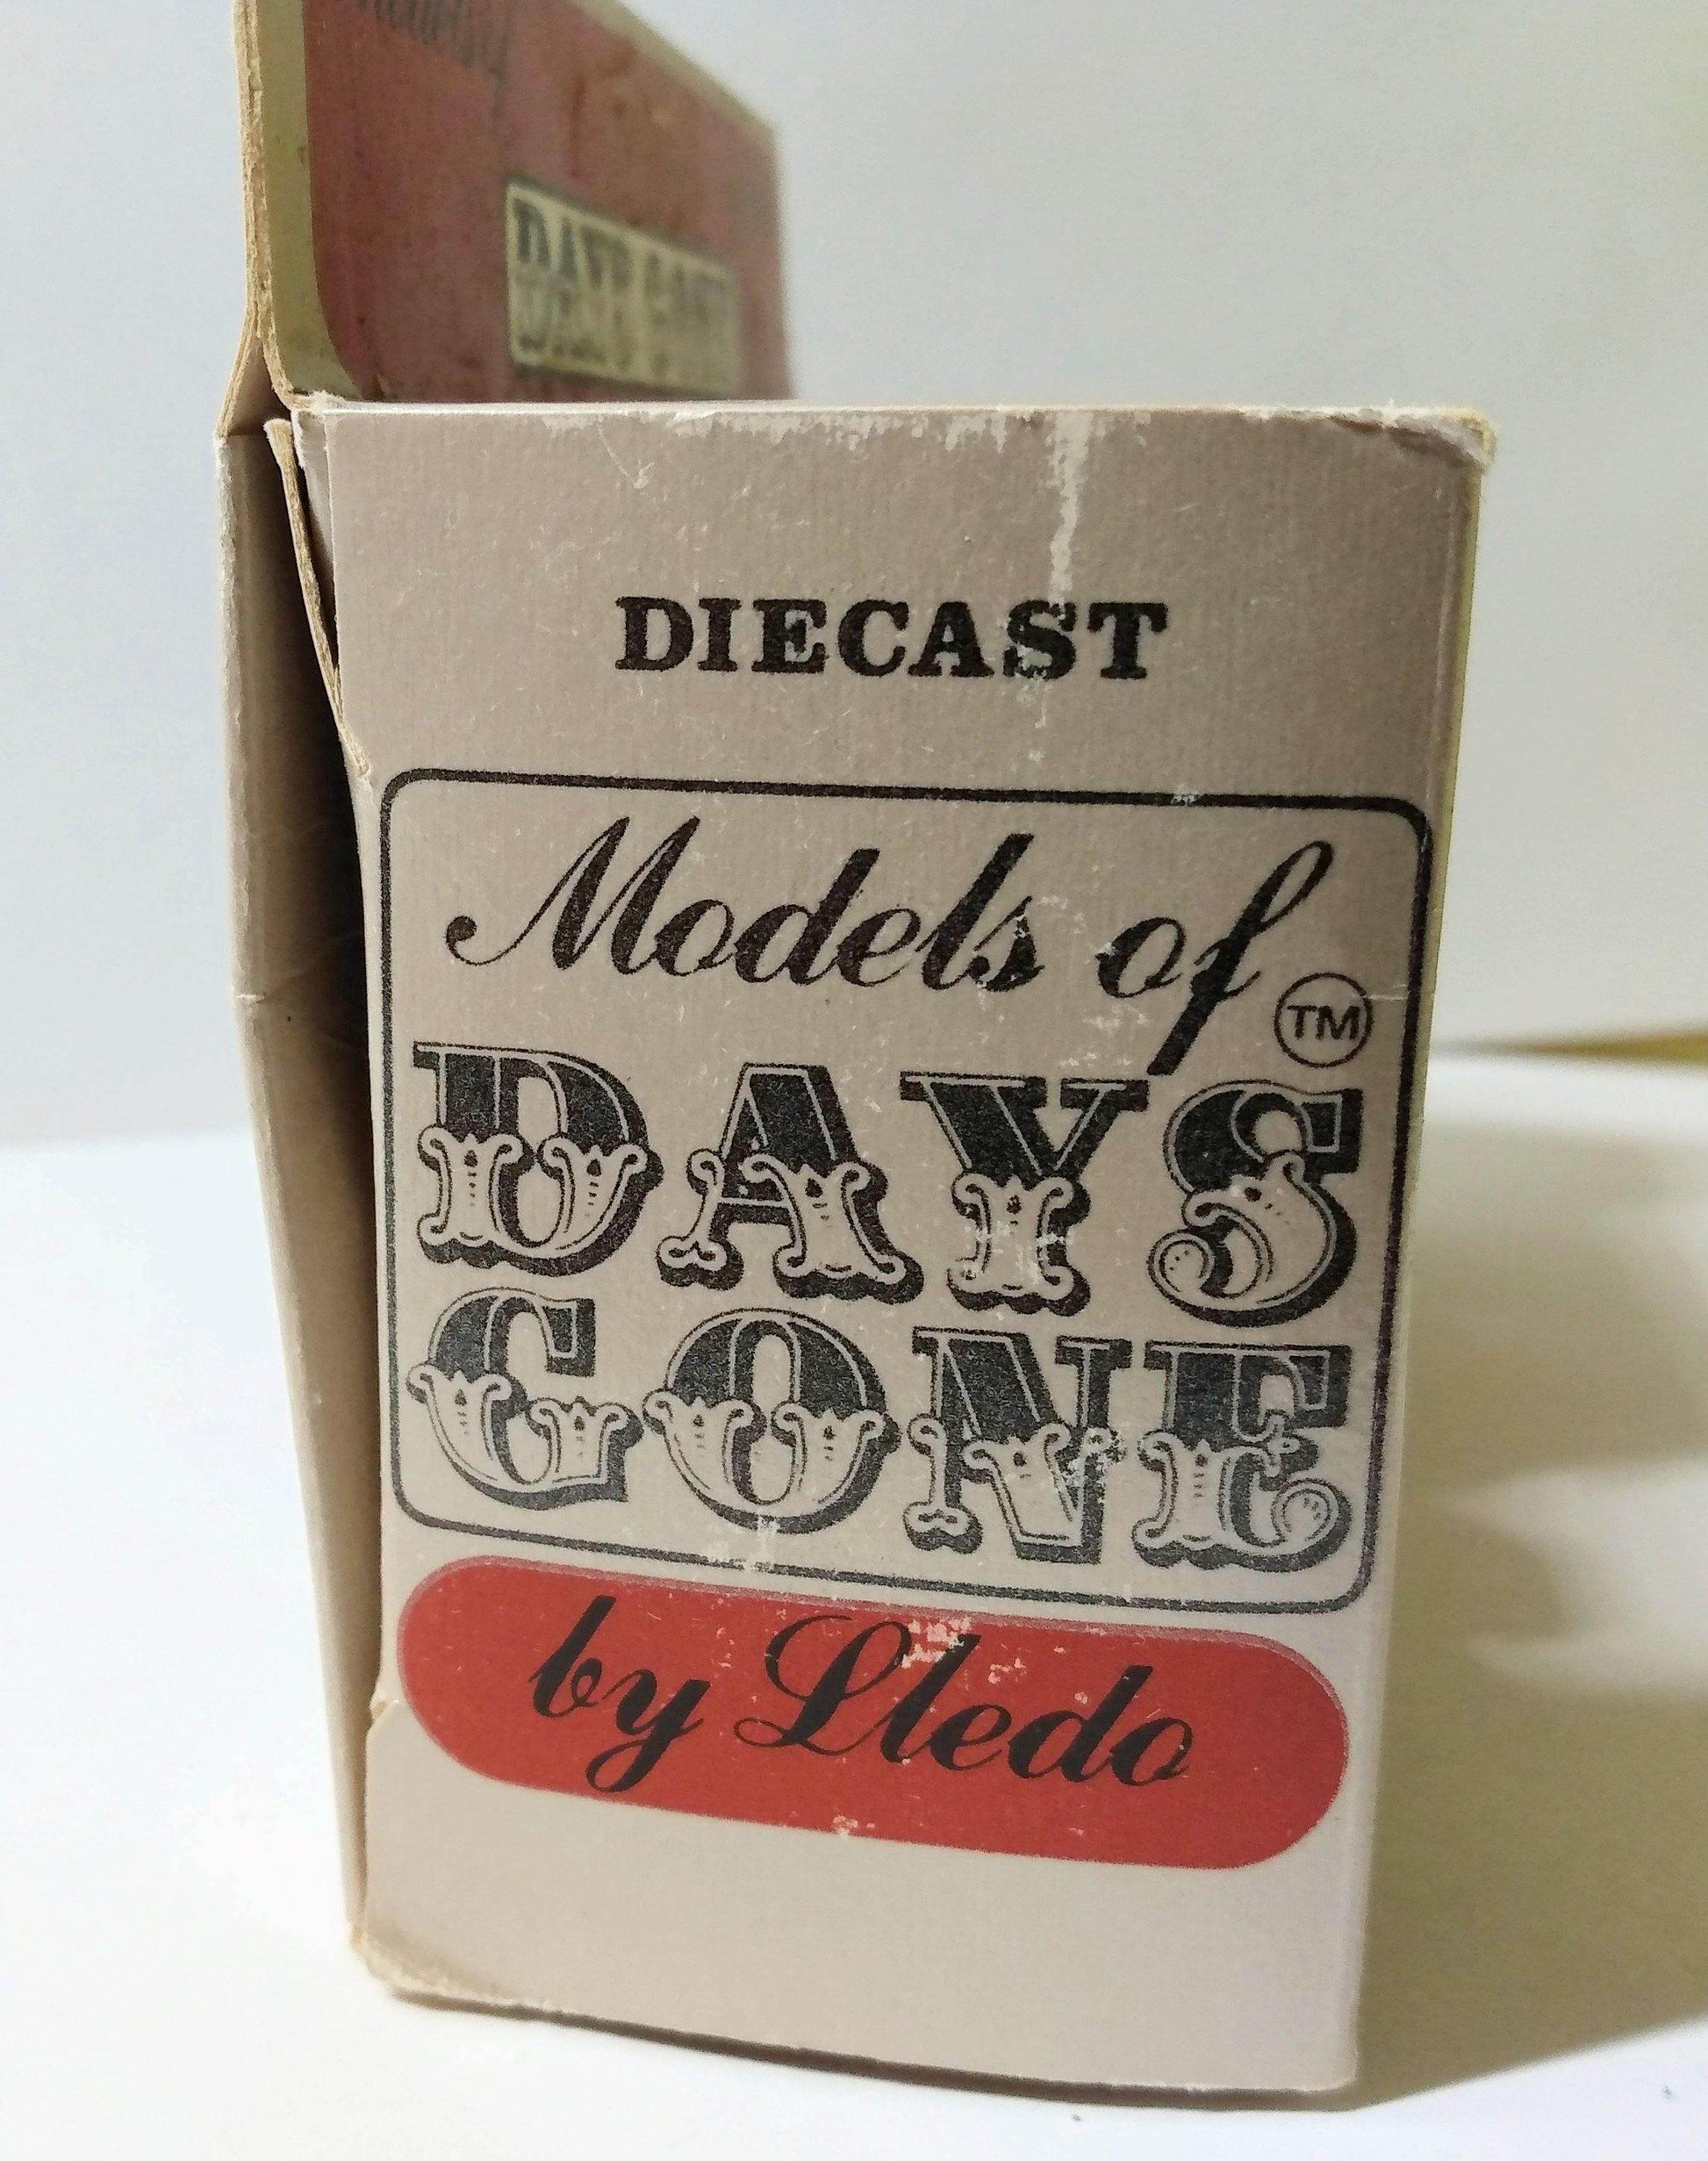 DIECAST
Models of
TM
DAYS
GONE
by Lledo